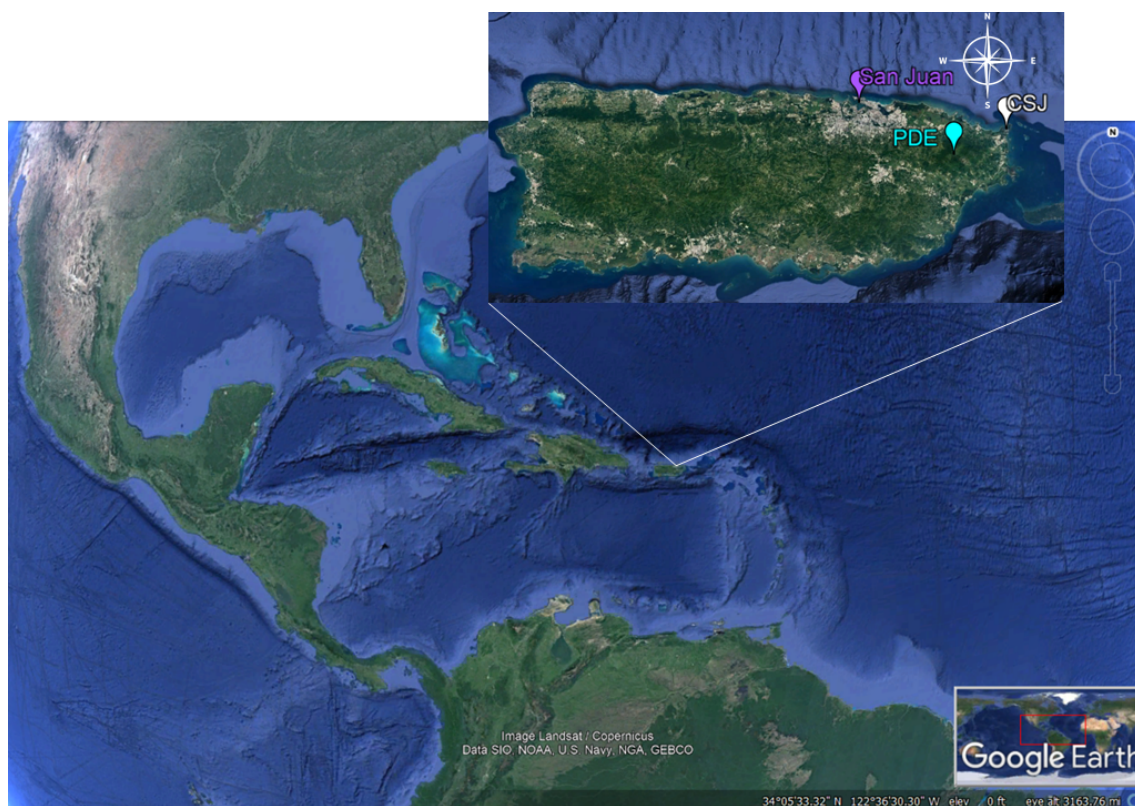 N
W E
S
San Juan
CSJ
PDE
N
Image Landsat / Copernicus
Data SIO, NOAA, U.S. Navy, NGA, GEBCO
Google Earth
34°05'33.32" N 122°36'30.30" W elev 0 ft eye alt 3163.76 mi